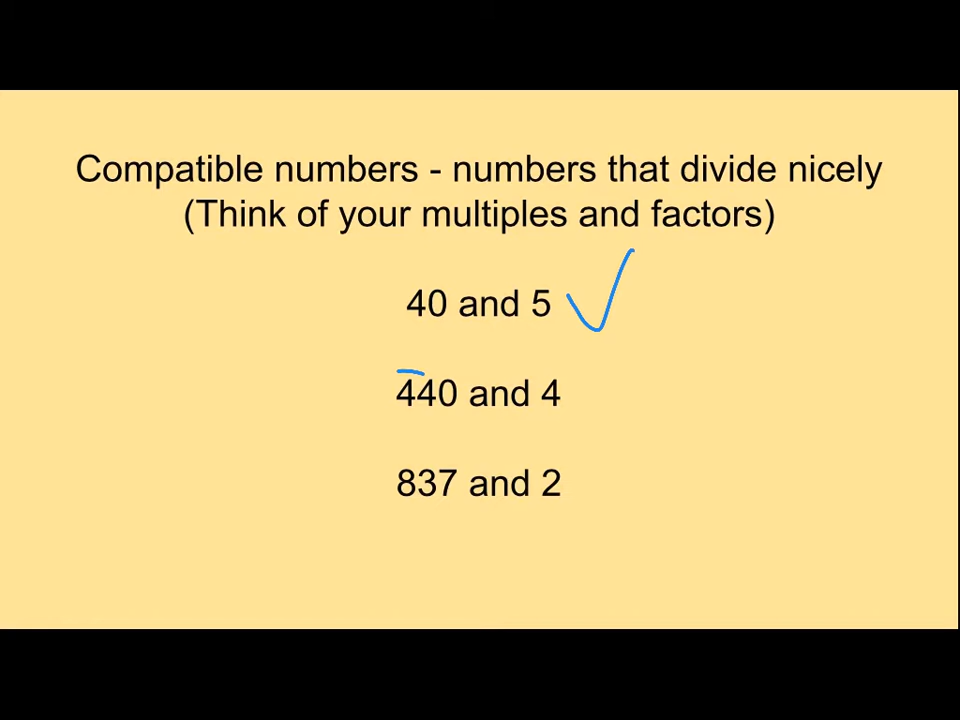 Compatible numbers - numbers that divide nicely
(Think of your multiples and factors)
40 and 5
440 and 4
837 and 2